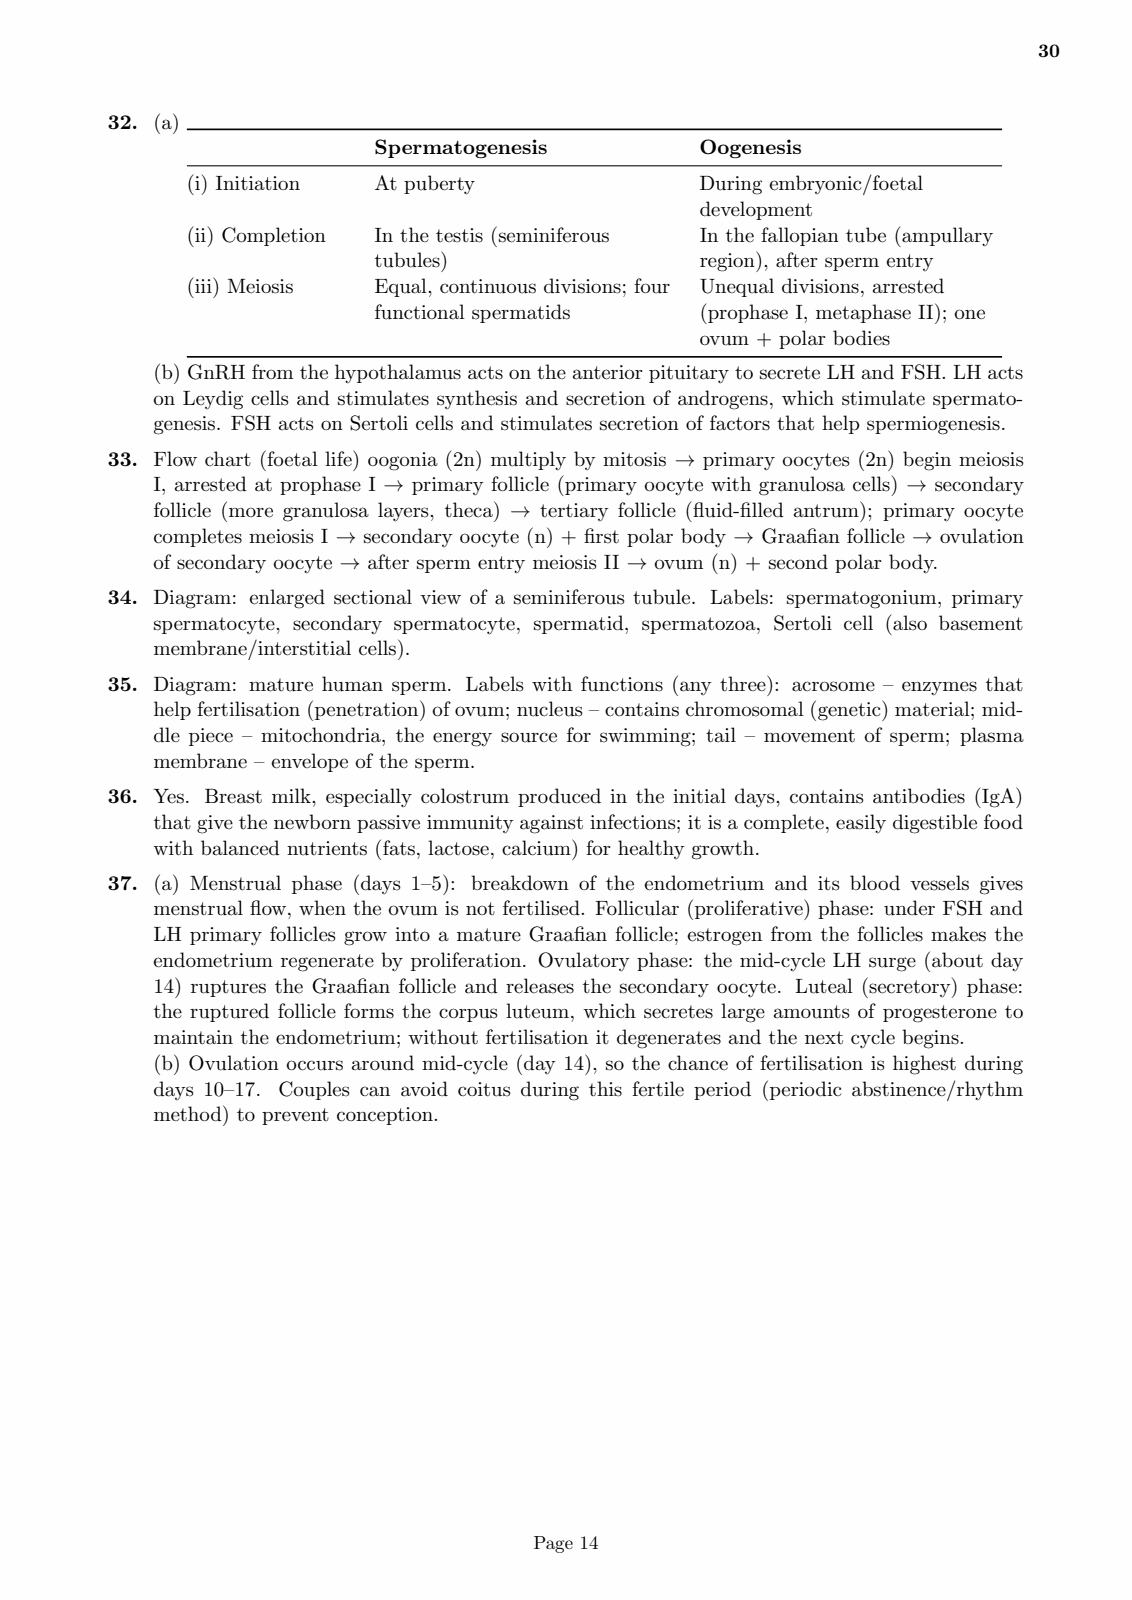 30
32. (a)
Spermatogenesis Oogenesis
(i) Initiation At puberty During embryonic/foetal
development
(ii) Completion In the testis (seminiferous In the fallopian tube (ampullary
tubules) region), after sperm entry
(iii) Meiosis Equal, continuous divisions; four Unequal divisions, arrested
functional spermatids (prophase I, metaphase II); one
ovum + polar bodies
(b) GnRH from the hypothalamus acts on the anterior pituitary to secrete LH and FSH. LH acts
on Leydig cells and stimulates synthesis and secretion of androgens, which stimulate spermato-
genesis. FSH acts on Sertoli cells and stimulates secretion of factors that help spermiogenesis.
33. Flow chart (foetal life) oogonia (2n) multiply by mitosis → primary oocytes (2n) begin meiosis
I, arrested at prophase I → primary follicle (primary oocyte with granulosa cells) → secondary
follicle (more granulosa layers, theca) → tertiary follicle (fluid-filled antrum); primary oocyte
completes meiosis I → secondary oocyte (n) + first polar body → Graafian follicle → ovulation
of secondary oocyte → after sperm entry meiosis II → ovum (n) + second polar body.
34. Diagram: enlarged sectional view of a seminiferous tubule. Labels: spermatogonium, primary
spermatocyte, secondary spermatocyte, spermatid, spermatozoa, Sertoli cell (also basement
membrane/interstitial cells).
35. Diagram: mature human sperm. Labels with functions (any three): acrosome – enzymes that
help fertilisation (penetration) of ovum; nucleus – contains chromosomal (genetic) material; mid-
dle piece – mitochondria, the energy source for swimming; tail – movement of sperm; plasma
membrane – envelope of the sperm.
36. Yes. Breast milk, especially colostrum produced in the initial days, contains antibodies (IgA)
that give the newborn passive immunity against infections; it is a complete, easily digestible food
with balanced nutrients (fats, lactose, calcium) for healthy growth.
37. (a) Menstrual phase (days 1–5): breakdown of the endometrium and its blood vessels gives
menstrual flow, when the ovum is not fertilised. Follicular (proliferative) phase: under FSH and
LH primary follicles grow into a mature Graafian follicle; estrogen from the follicles makes the
endometrium regenerate by proliferation. Ovulatory phase: the mid-cycle LH surge (about day
14) ruptures the Graafian follicle and releases the secondary oocyte. Luteal (secretory) phase:
the ruptured follicle forms the corpus luteum, which secretes large amounts of progesterone to
maintain the endometrium; without fertilisation it degenerates and the next cycle begins.
(b) Ovulation occurs around mid-cycle (day 14), so the chance of fertilisation is highest during
days 10–17. Couples can avoid coitus during this fertile period (periodic abstinence/rhythm
method) to prevent conception.
Page 14